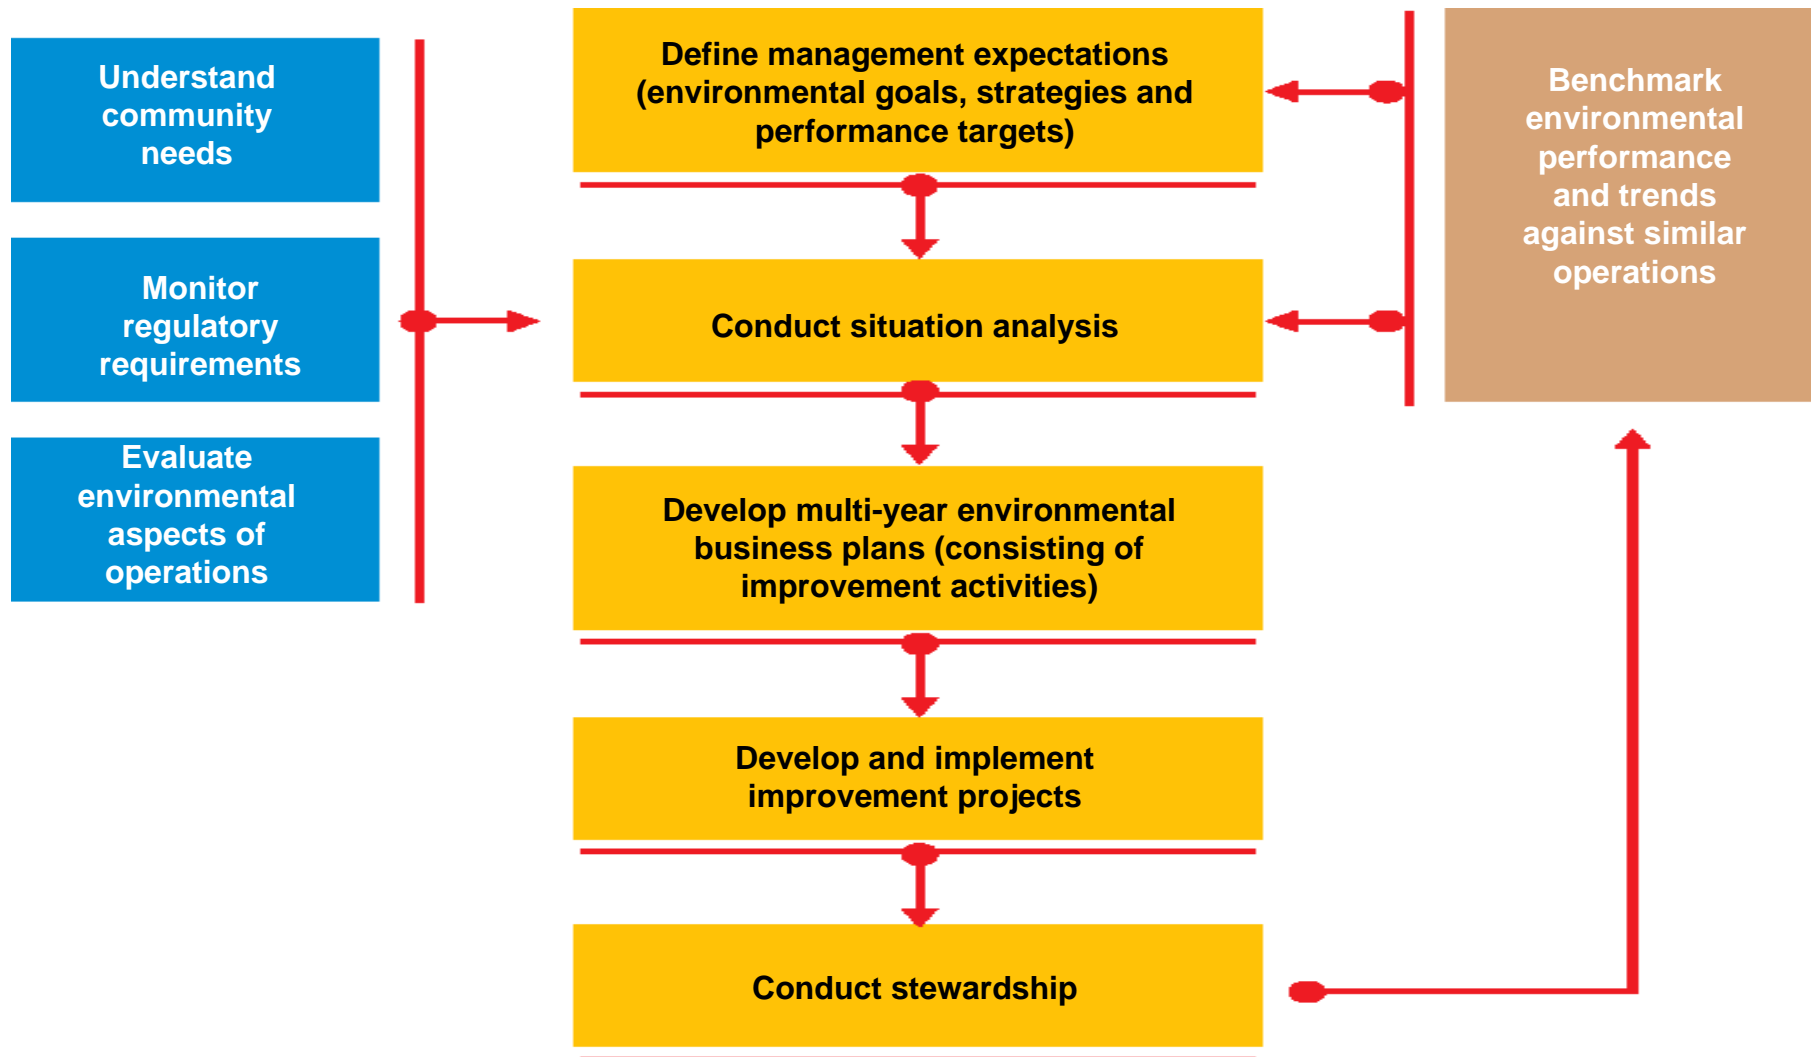 Understand
community
needs
Monitor
regulatory
requirements
Evaluate
environmental
aspects of
operations
Define management expectations
(environmental goals, strategies and
performance targets)
Conduct situation analysis
Develop multi-year environmental
business plans (consisting of
improvement activities)
Develop and implement
improvement projects
Conduct stewardship
Benchmark
environmental
performance
and trends
against similar
operations